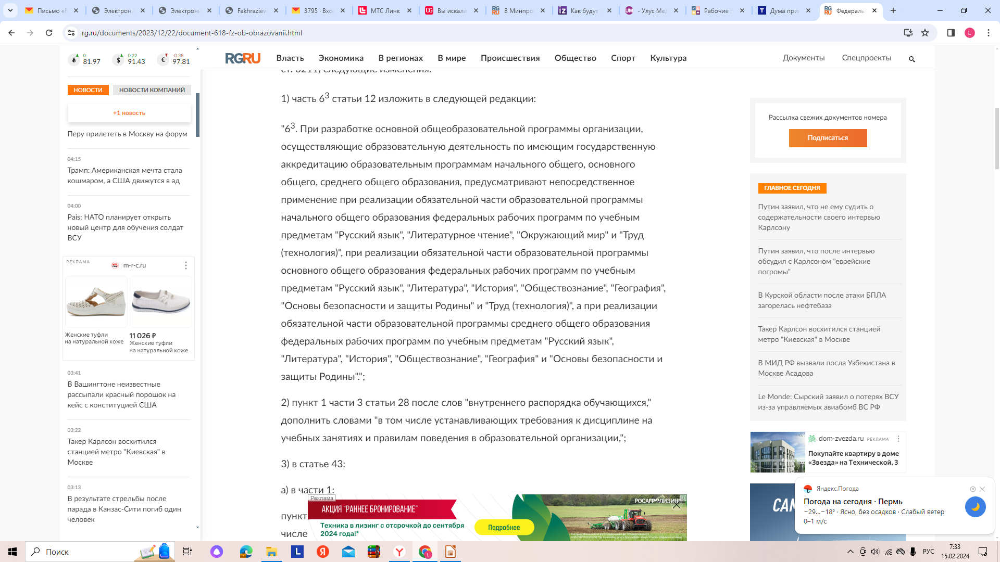 Письмо «М
Электронн
Электронн
Fakhraziev
3795 · Вхо
МТС Линк
Вы искали
В Минпро
Как будут
- Улус Мед
Рабочие п
Дума при
Федераль
rg.ru/documents/2023/12/22/document-618-fz-ob-obrazovanii.html
L
0
81.97
0.22
91.43
-0.38
97.81
RGRU
Власть
Экономика
В регионах
В мире
Происшествия
Общество
Спорт
Культура
Документы
Спецпроекты
НОВОСТИ
НОВОСТИ КОМПАНИЙ
+1 новость
Перу прилететь в Москву на форум
04:15
Трамп: Американская мечта стала
кошмаром, а США движутся в ад
04:00
Pais: НАТО планирует открыть
новый центр для обучения солдат
ВСУ
РЕКЛАМА
m-r-c.ru
Женские туфли
на натуральной коже
11 026 ₽
Женские туфли
на натуральной коже
03:41
В Вашингтоне неизвестные
рассыпали красный порошок на
кейс с конституцией США
03:22
Такер Карлсон восхитился
станцией метро "Киевская" в
Москве
03:13
В результате стрельбы после
парада в Канзас-Сити погиб один
человек
ст. 6211) следующие изменения:
1) часть 6³ статьи 12 изложить в следующей редакции:
"6³. При разработке основной общеобразовательной программы организации,
осуществляющие образовательную деятельность по имеющим государственную
аккредитацию образовательным программам начального общего, основного
общего, среднего общего образования, предусматривают непосредственное
применение при реализации обязательной части образовательной программы
начального общего образования федеральных рабочих программ по учебным
предметам "Русский язык", "Литературное чтение", "Окружающий мир" и "Труд
(технология)", при реализации обязательной части образовательной программы
основного общего образования федеральных рабочих программ по учебным
предметам "Русский язык", "Литература", "История", "Обществознание", "География",
"Основы безопасности и защиты Родины" и "Труд (технология)", а при реализации
обязательной части образовательной программы среднего общего образования
федеральных рабочих программ по учебным предметам "Русский язык",
"Литература", "История", "Обществознание", "География" и "Основы безопасности и
защиты Родины".";
2) пункт 1 части 3 статьи 28 после слов "внутреннего распорядка обучающихся,"
дополнить словами "в том числе устанавливающих требования к дисциплине на
учебных занятиях и правилам поведения в образовательной организации,";
3) в статье 43:
а) в части 1:
пункт
числе
Реклама
АКЦИЯ "РАННЕЕ БРОНИРОВАНИЕ"
Техника в лизинг с отсрочкой до сентября
2024 года!*
Подробнее
РОСАГРОЛИЗИНГ
Рассылка свежих документов номера
Подписаться
ГЛАВНОЕ СЕГОДНЯ
Путин заявил, что не ему судить о
содержательности своего интервью
Карлсону
Путин заявил, что после интервью
обсудил с Карлсоном "еврейские
погромы"
В Курской области после атаки БПЛА
загорелась нефтебаза
Такер Карлсон восхитился станцией
метро "Киевская" в Москве
В МИД РФ вызвали посла Узбекистана в
Москве Асадова
Le Monde: Сырский заявил о потерях ВСУ
из-за управляемых авиабомб ВС РФ
dom-zvezda.ru
РЕКЛАМА
Покупайте квартиру в доме
«Звезда» на Технической, 3
Яндекс.Погода
Погода на сегодня · Пермь
−29...−18° · Ясно, без осадков · Слабый ветер
0–1 м/с
Поиск
РУС
7:33
15.02.2024